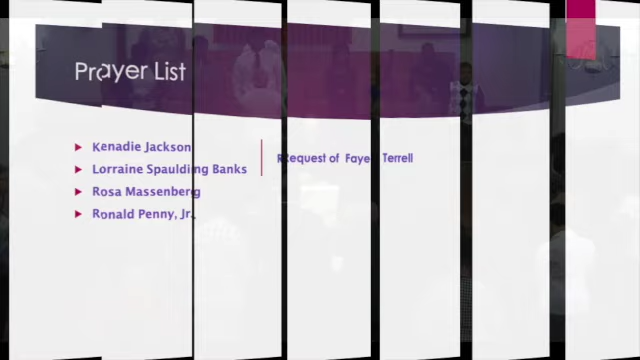 Prayer List
Kenadie Jackson
Lorraine Spaulding Banks
Request of Faye Terrell
Rosa Massenberg
Ronald Penny, Jr.